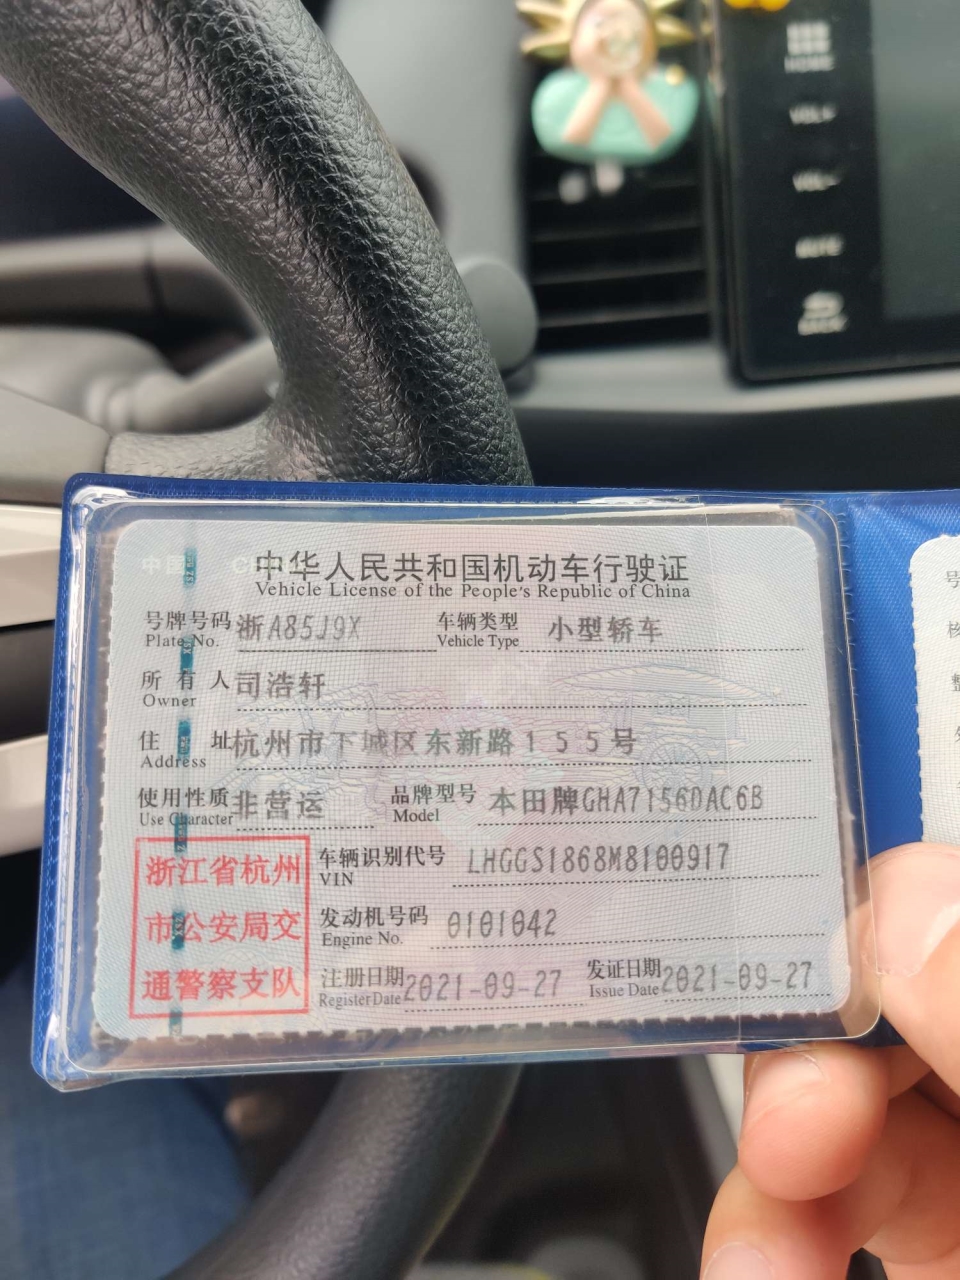 HOME
VOL+
VOL-
MUTE
BACK
中华人民共和国机动车行驶证
Vehicle License of the People's Republic of China
号牌号码 浙A85J9X 车辆类型 小型轿车
Plate No. Vehicle Type
所有人 司浩轩
Owner
住址 杭州市下城区东新路155号
Address
使用性质 非营运 品牌型号 本田牌GHA7156DAC6B
Use Character Model
浙江省杭州 车辆识别代号 LHGGS1868M8100917
VIN
市公安局交 发动机号码 0101042
Engine No.
通警察支队 注册日期 2021-09-27 发证日期 2021-09-27
Register Date Issue Date
号
核
整